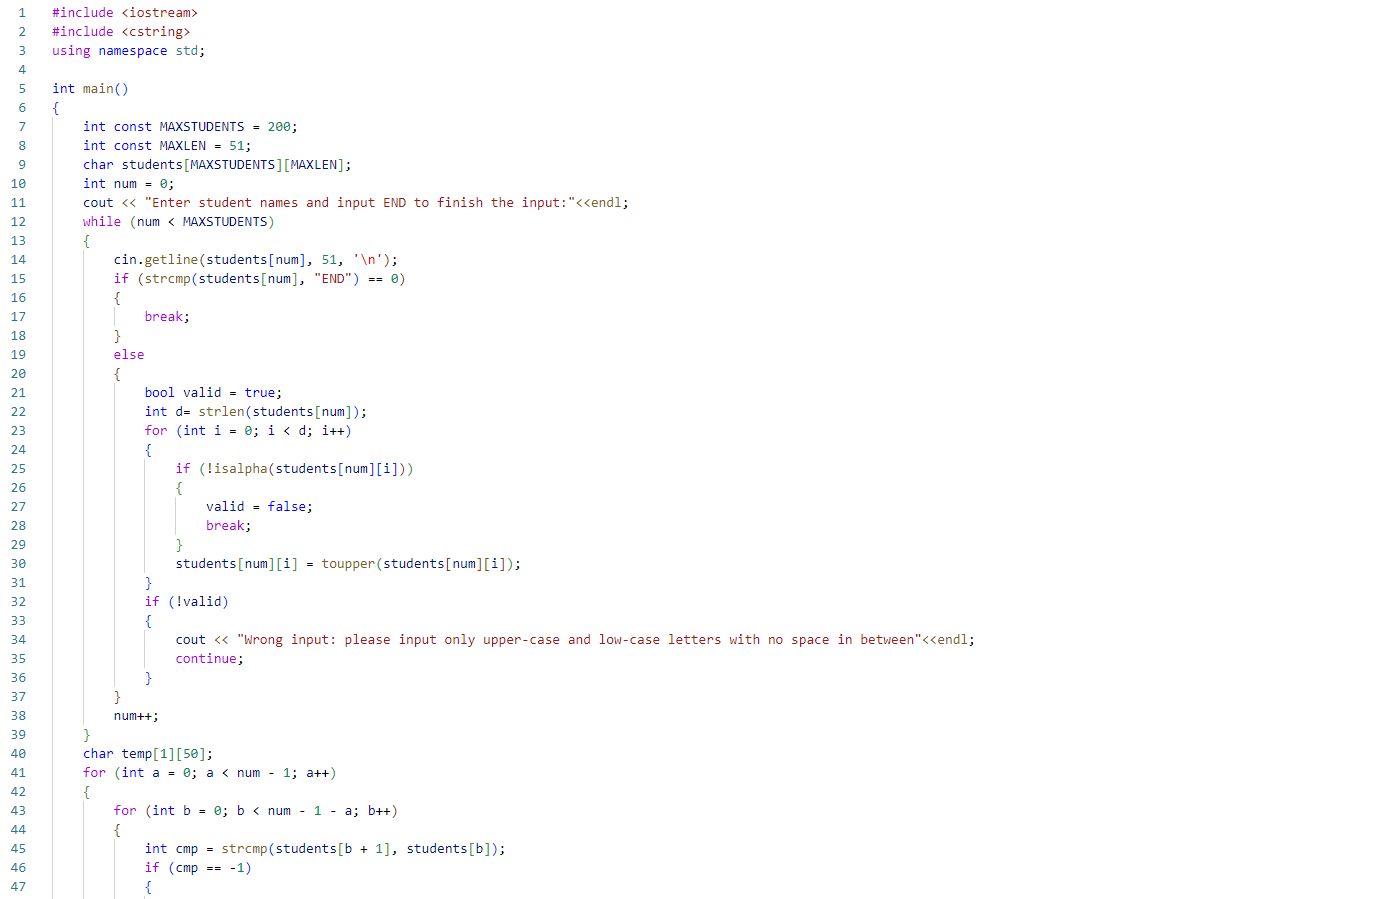 1 #include <iostream>
2 #include <cstring>
3 using namespace std;
4
5 int main()
6 {
7     int const MAXSTUDENTS = 200;
8     int const MAXLEN = 51;
9     char students[MAXSTUDENTS][MAXLEN];
10     int num = 0;
11     cout << "Enter student names and input END to finish the input:"<<endl;
12     while (num < MAXSTUDENTS)
13     {
14         cin.getline(students[num], 51, '\n');
15         if (strcmp(students[num], "END") == 0)
16         {
17             break;
18         }
19         else
20         {
21             bool valid = true;
22             int d= strlen(students[num]);
23             for (int i = 0; i < d; i++)
24             {
25                 if (!isalpha(students[num][i]))
26                 {
27                     valid = false;
28                     break;
29                 }
30                 students[num][i] = toupper(students[num][i]);
31             }
32             if (!valid)
33             {
34                 cout << "Wrong input: please input only upper-case and low-case letters with no space in between"<<endl;
35                 continue;
36             }
37         }
38         num++;
39     }
40     char temp[1][50];
41     for (int a = 0; a < num - 1; a++)
42     {
43         for (int b = 0; b < num - 1 - a; b++)
44         {
45             int cmp = strcmp(students[b + 1], students[b]);
46             if (cmp == -1)
47             {